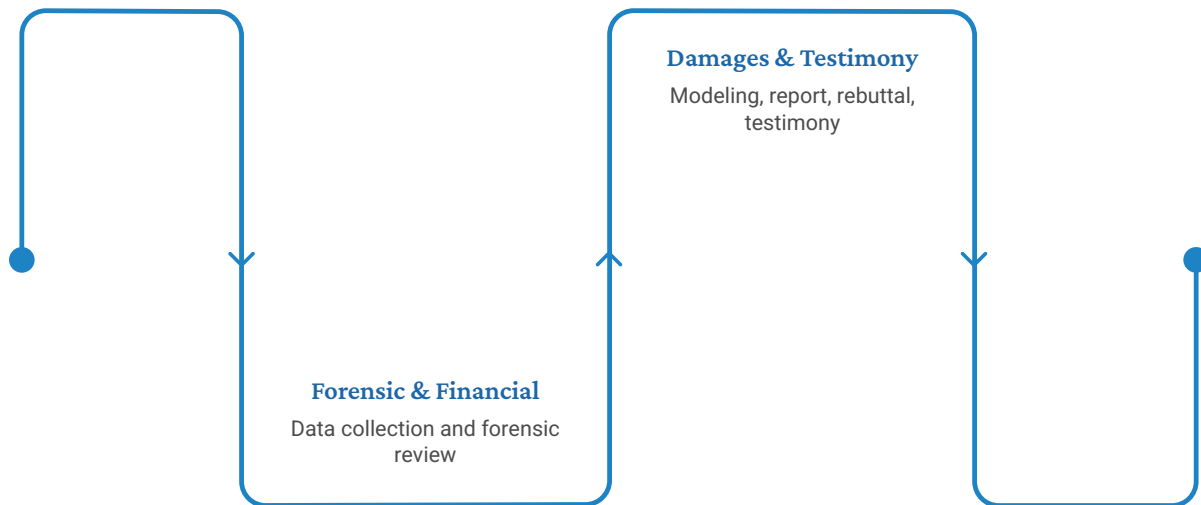 Damages & Testimony
Modeling, report, rebuttal,
testimony
Forensic & Financial
Data collection and forensic
review